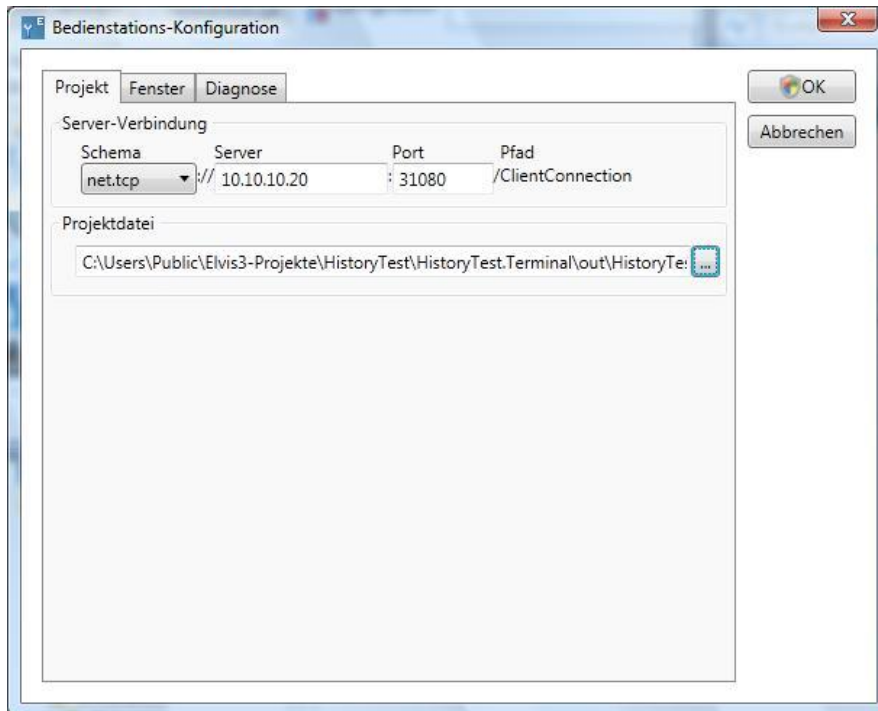 Bedienstations-Konfiguration
Projekt Fenster Diagnose
OK
Abbrechen
Server-Verbindung
Schema Server Port Pfad
net.tcp :// 10.10.10.20 : 31080 /ClientConnection
Projektdatei
C:\Users\Public\Elvis3-Projekte\HistoryTest\HistoryTest.Terminal\out\HistoryTe ...